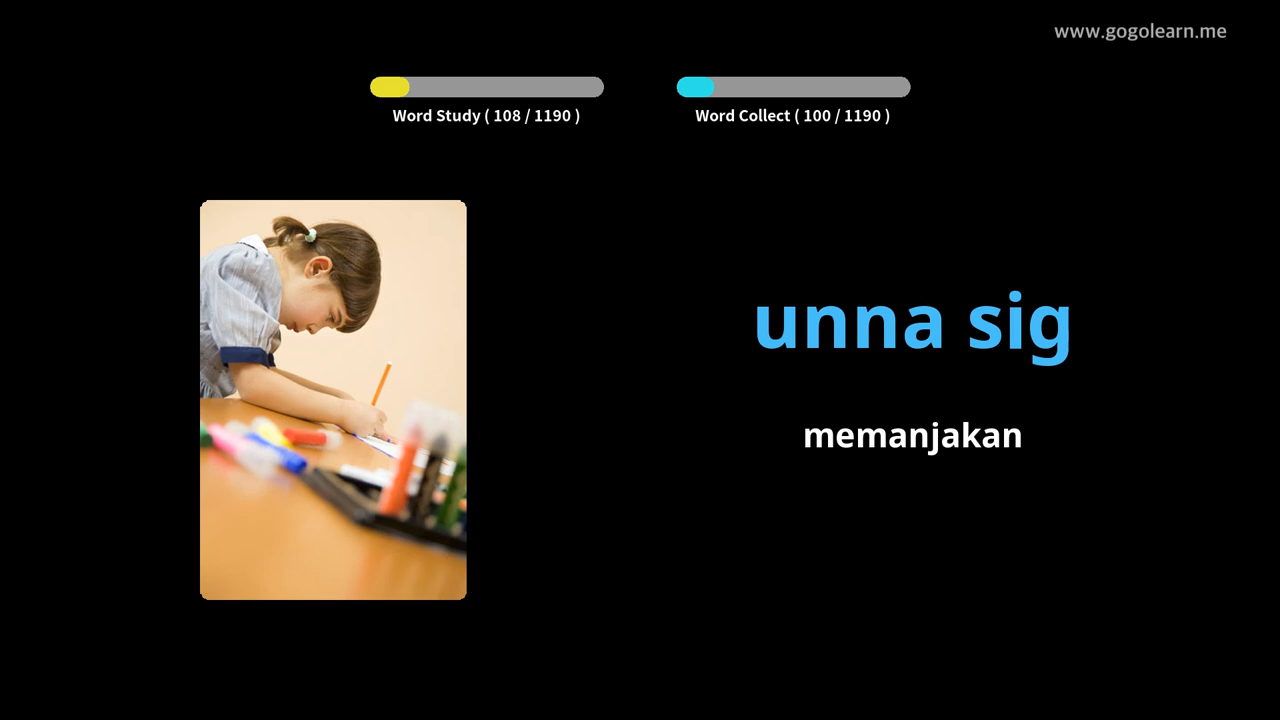 www.gogolearn.me
Word Study ( 108 / 1190 )
Word Collect ( 100 / 1190 )
unna sig
memanjakan